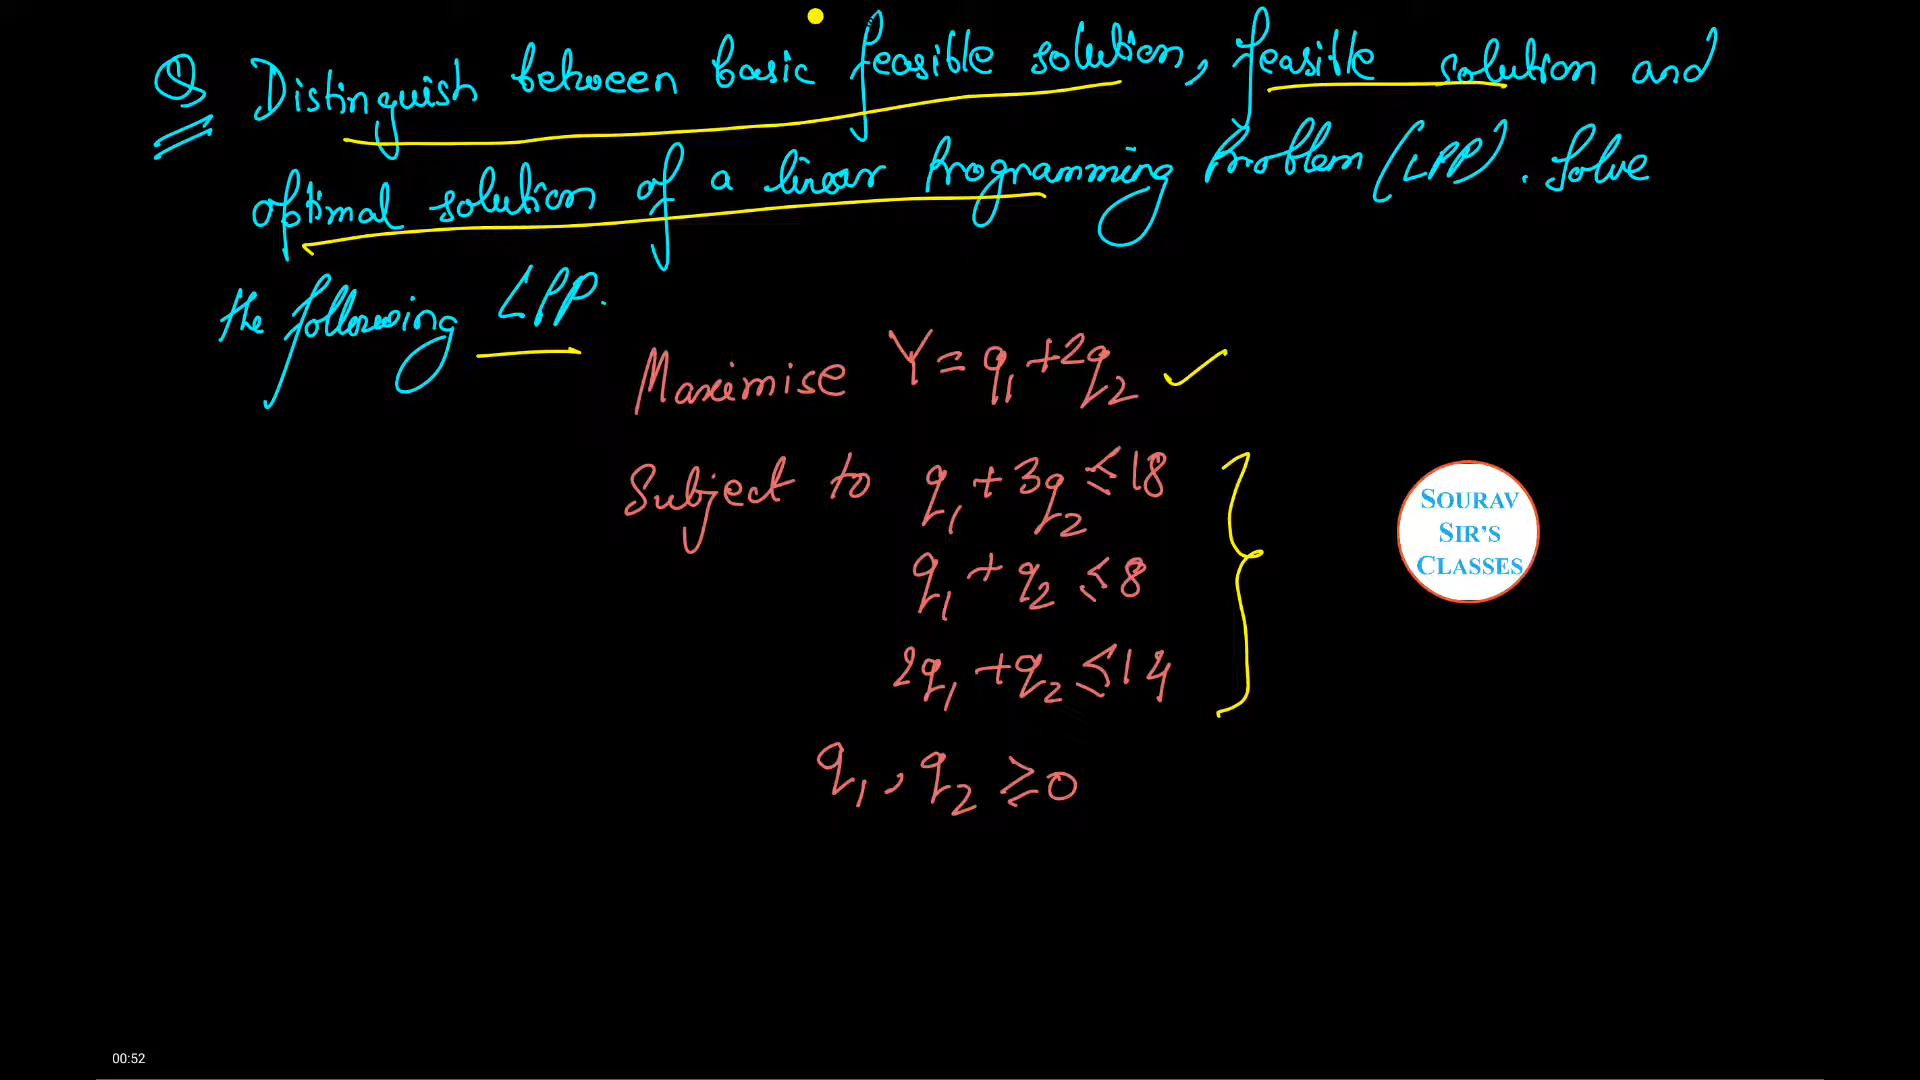 Q Distinguish between basic feasible solution, feasible solution and
optimal solution of a linear Programming Problem (LPP). Solve
the following LPP.
Maximise Y = q₁ + 2q₂
Subject to q₁ + 3q₂ ≤ 18
q₁ + q₂ ≤ 8
2q₁ + q₂ ≤ 14
q₁, q₂ ≥ 0
SOURAV
SIR'S
CLASSES
00:52